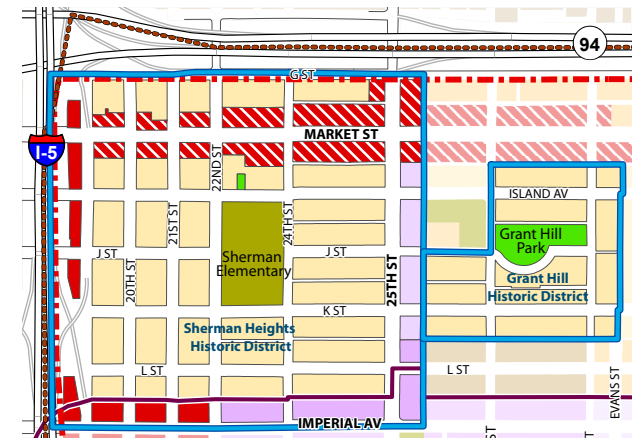 94
G ST
MARKET ST
I-5
22ND ST
ISLAND AV
21ST ST
24TH ST
Grant Hill
Park
J ST
J ST
Sherman
Elementary
20TH ST
25TH ST
Grant Hill
Historic District
K ST
Sherman Heights
Historic District
L ST
L ST
EVANS ST
IMPERIAL AV
ST